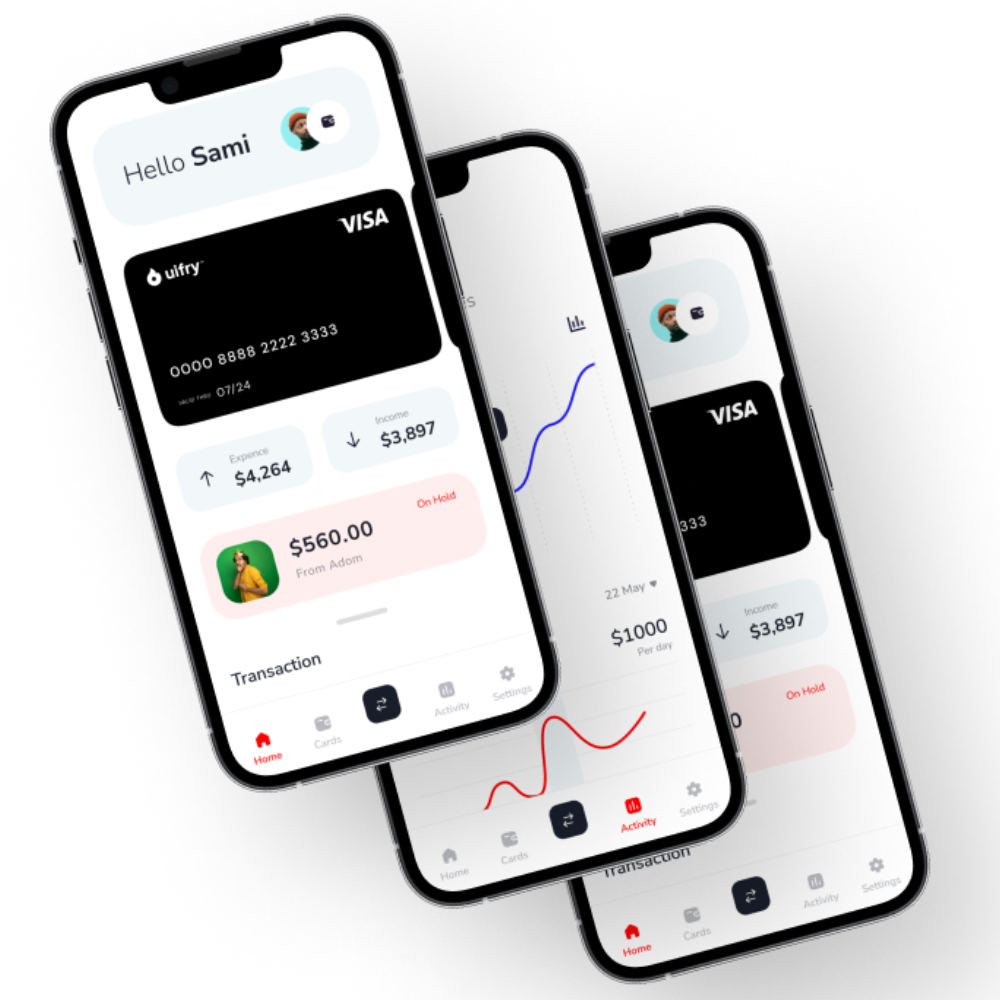 Hello Sami
VISA
uifry™
0000 8888 2222 3333
VALID THRU 07/24
Expence
$4,264
Income
$3,897
On Hold
$560.00
From Adom
Transaction
Home
Cards
Activity
Settings
22 May
$1000
Per day
Home
Cards
Activity
Settings
VISA
333
Income
$3,897
On Hold
0
Transaction
Home
Cards
Activity
Settings